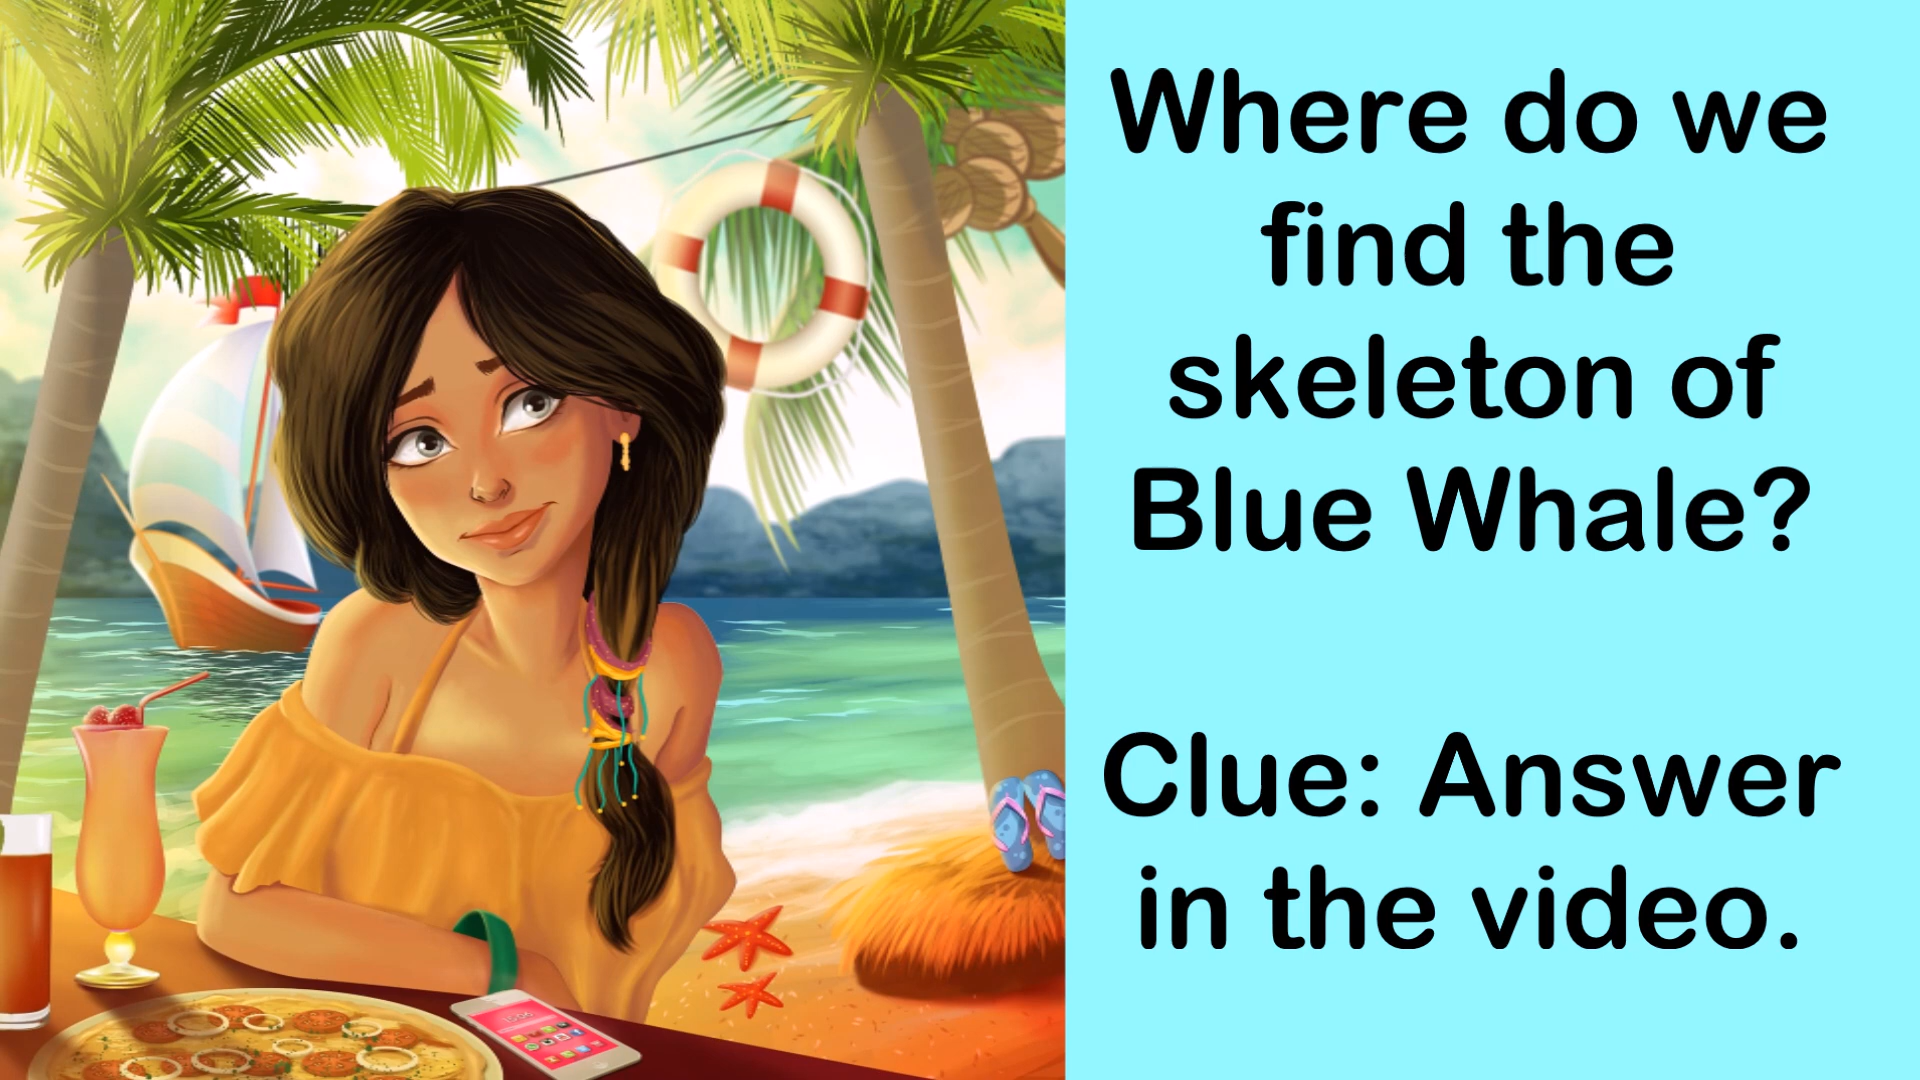 Where do we
find the
skeleton of
Blue Whale?
Clue: Answer
in the video.